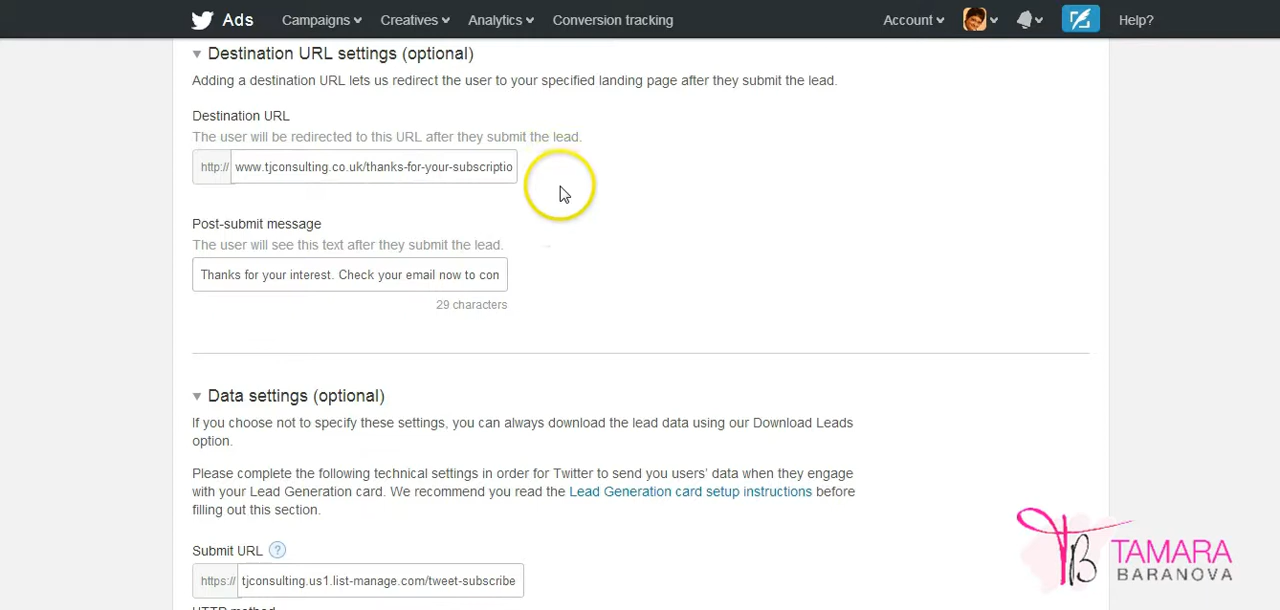 Ads Campaigns Creatives Analytics Conversion tracking Account Help?
Destination URL settings (optional)
Adding a destination URL lets us redirect the user to your specified landing page after they submit the lead.
Destination URL
The user will be redirected to this URL after they submit the lead.
http:// www.tjconsulting.co.uk/thanks-for-your-subscriptio
Post-submit message
The user will see this text after they submit the lead.
Thanks for your interest. Check your email now to con
29 characters
Data settings (optional)
If you choose not to specify these settings, you can always download the lead data using our Download Leads
option.
Please complete the following technical settings in order for Twitter to send you users' data when they engage
with your Lead Generation card. We recommend you read the Lead Generation card setup instructions before
filling out this section.
Submit URL ?
https:// tjconsulting.us1.list-manage.com/tweet-subscribe
HTTP method
TB TAMARA
BARANOVA